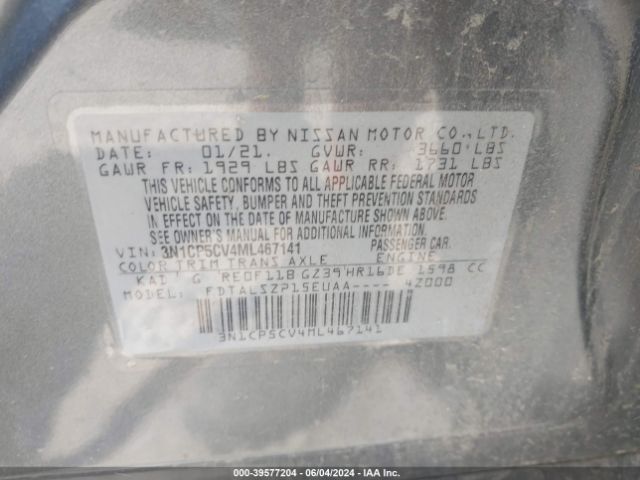 MANUFACTURED BY NISSAN MOTOR CO.,LTD.
DATE: 01/21. GVWR: 3660 LBS
GAWR FR: 1929 LBS GAWR RR: 1731 LBS
THIS VEHICLE CONFORMS TO ALL APPLICABLE FEDERAL MOTOR
VEHICLE SAFETY, BUMPER AND THEFT PREVENTION STANDARDS
IN EFFECT ON THE DATE OF MANUFACTURE SHOWN ABOVE.
SEE OWNER'S MANUAL FOR ADDITIONAL INFORMATION
VIN: 3N1CP5CV4ML467141 PASSENGER CAR.
COLOR TRIM TRANS AXLE ENGINE
KAD G RE0F11B GZ39 HR16DE 1598 CC
MODEL: FDTALSZP15EUAA---- 42000
3N1CP5CV4ML467141
000-39577204 | 06/04/2024 | IAA Inc.